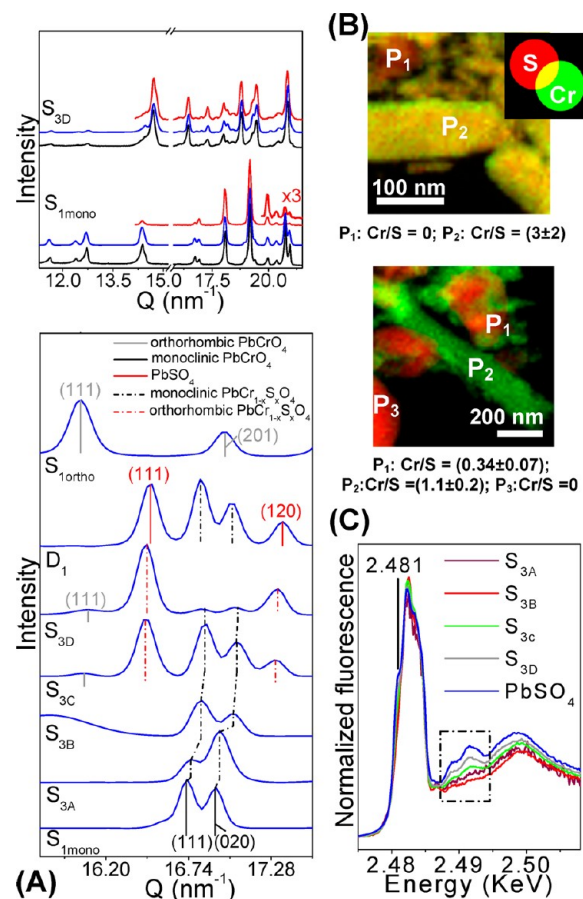 Intensity
S3D
S1mono
x3
12.0 13.5 15.0 16.0 18.0 20.0
Q (nm-1)
orthorhombic PbCrO4
monoclinic PbCrO4
PbSO4
monoclinic PbCr1-xSxO4
orthorhombic PbCr1-xSxO4
(111)
(201)
S1ortho
(111)
(120)
D1
(111)
S3D
S3C
S3B
S3A
(111) (020)
S1mono
Intensity
16.20 16.74 17.28
Q (nm-1)
(A)
(B)
P1
S
Cr
P2
100 nm
P1: Cr/S = 0; P2: Cr/S = (3±2)
P1
P2
P3
200 nm
P1: Cr/S = (0.34±0.07);
P2:Cr/S =(1.1±0.2); P3:Cr/S =0
(C)
2.481
S3A
S3B
S3c
S3D
PbSO4
Normalized fluorescence
2.48 2.49 2.50
Energy (KeV)